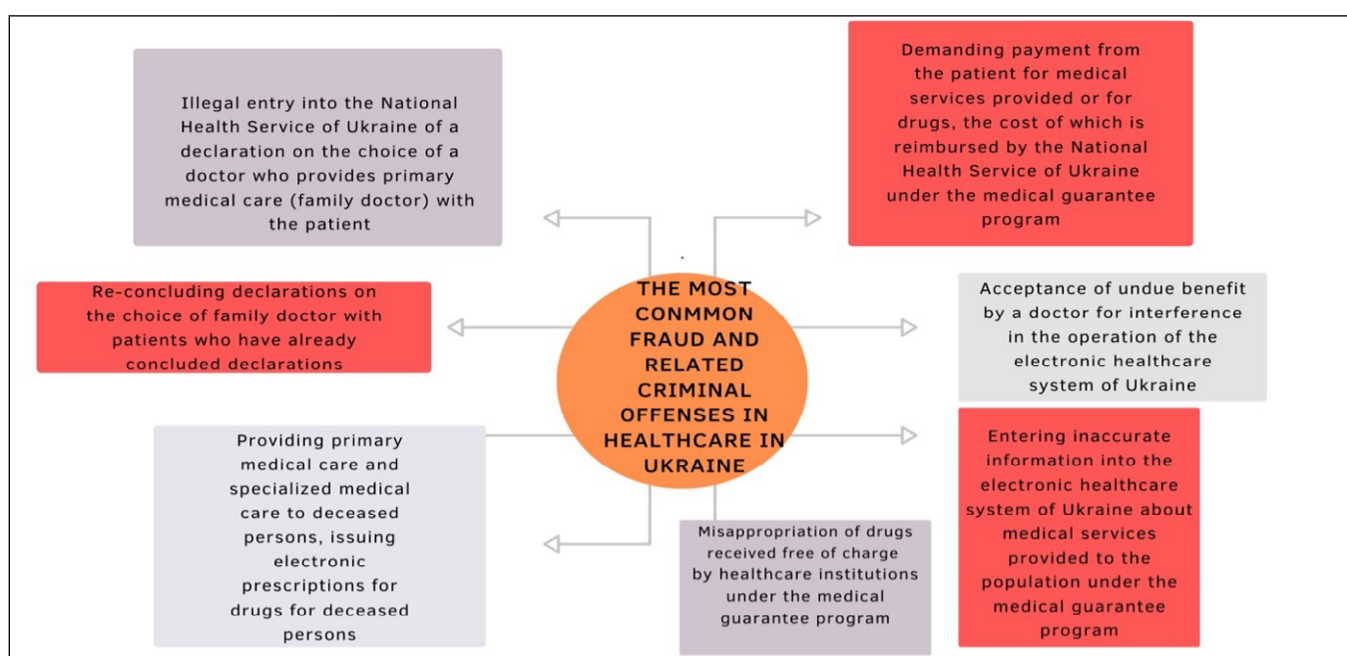 Illegal entry into the National
Health Service of Ukraine of a
declaration on the choice of a
doctor who provides primary
medical care (family doctor) with
the patient
Demanding payment from
the patient for medical
services provided or for
drugs, the cost of which is
reimbursed by the National
Health Service of Ukraine
under the medical guarantee
program
Re-concluding declarations on
the choice of family doctor with
patients who have already
concluded declarations
THE MOST
CONMMON
FRAUD AND
RELATED
CRIMINAL
OFFENSES IN
HEALTHCARE IN
UKRAINE
Acceptance of undue benefit
by a doctor for interference
in the operation of the
electronic healthcare
system of Ukraine
Providing primary
medical care and
specialized medical
care to deceased
persons, issuing
electronic
prescriptions for
drugs for deceased
persons
Misappropriation of drugs
received free of charge
by healthcare institutions
under the medical
guarantee program
Entering inaccurate
information into the
electronic healthcare
system of Ukraine about
medical services
provided to the
population under the
medical guarantee
program